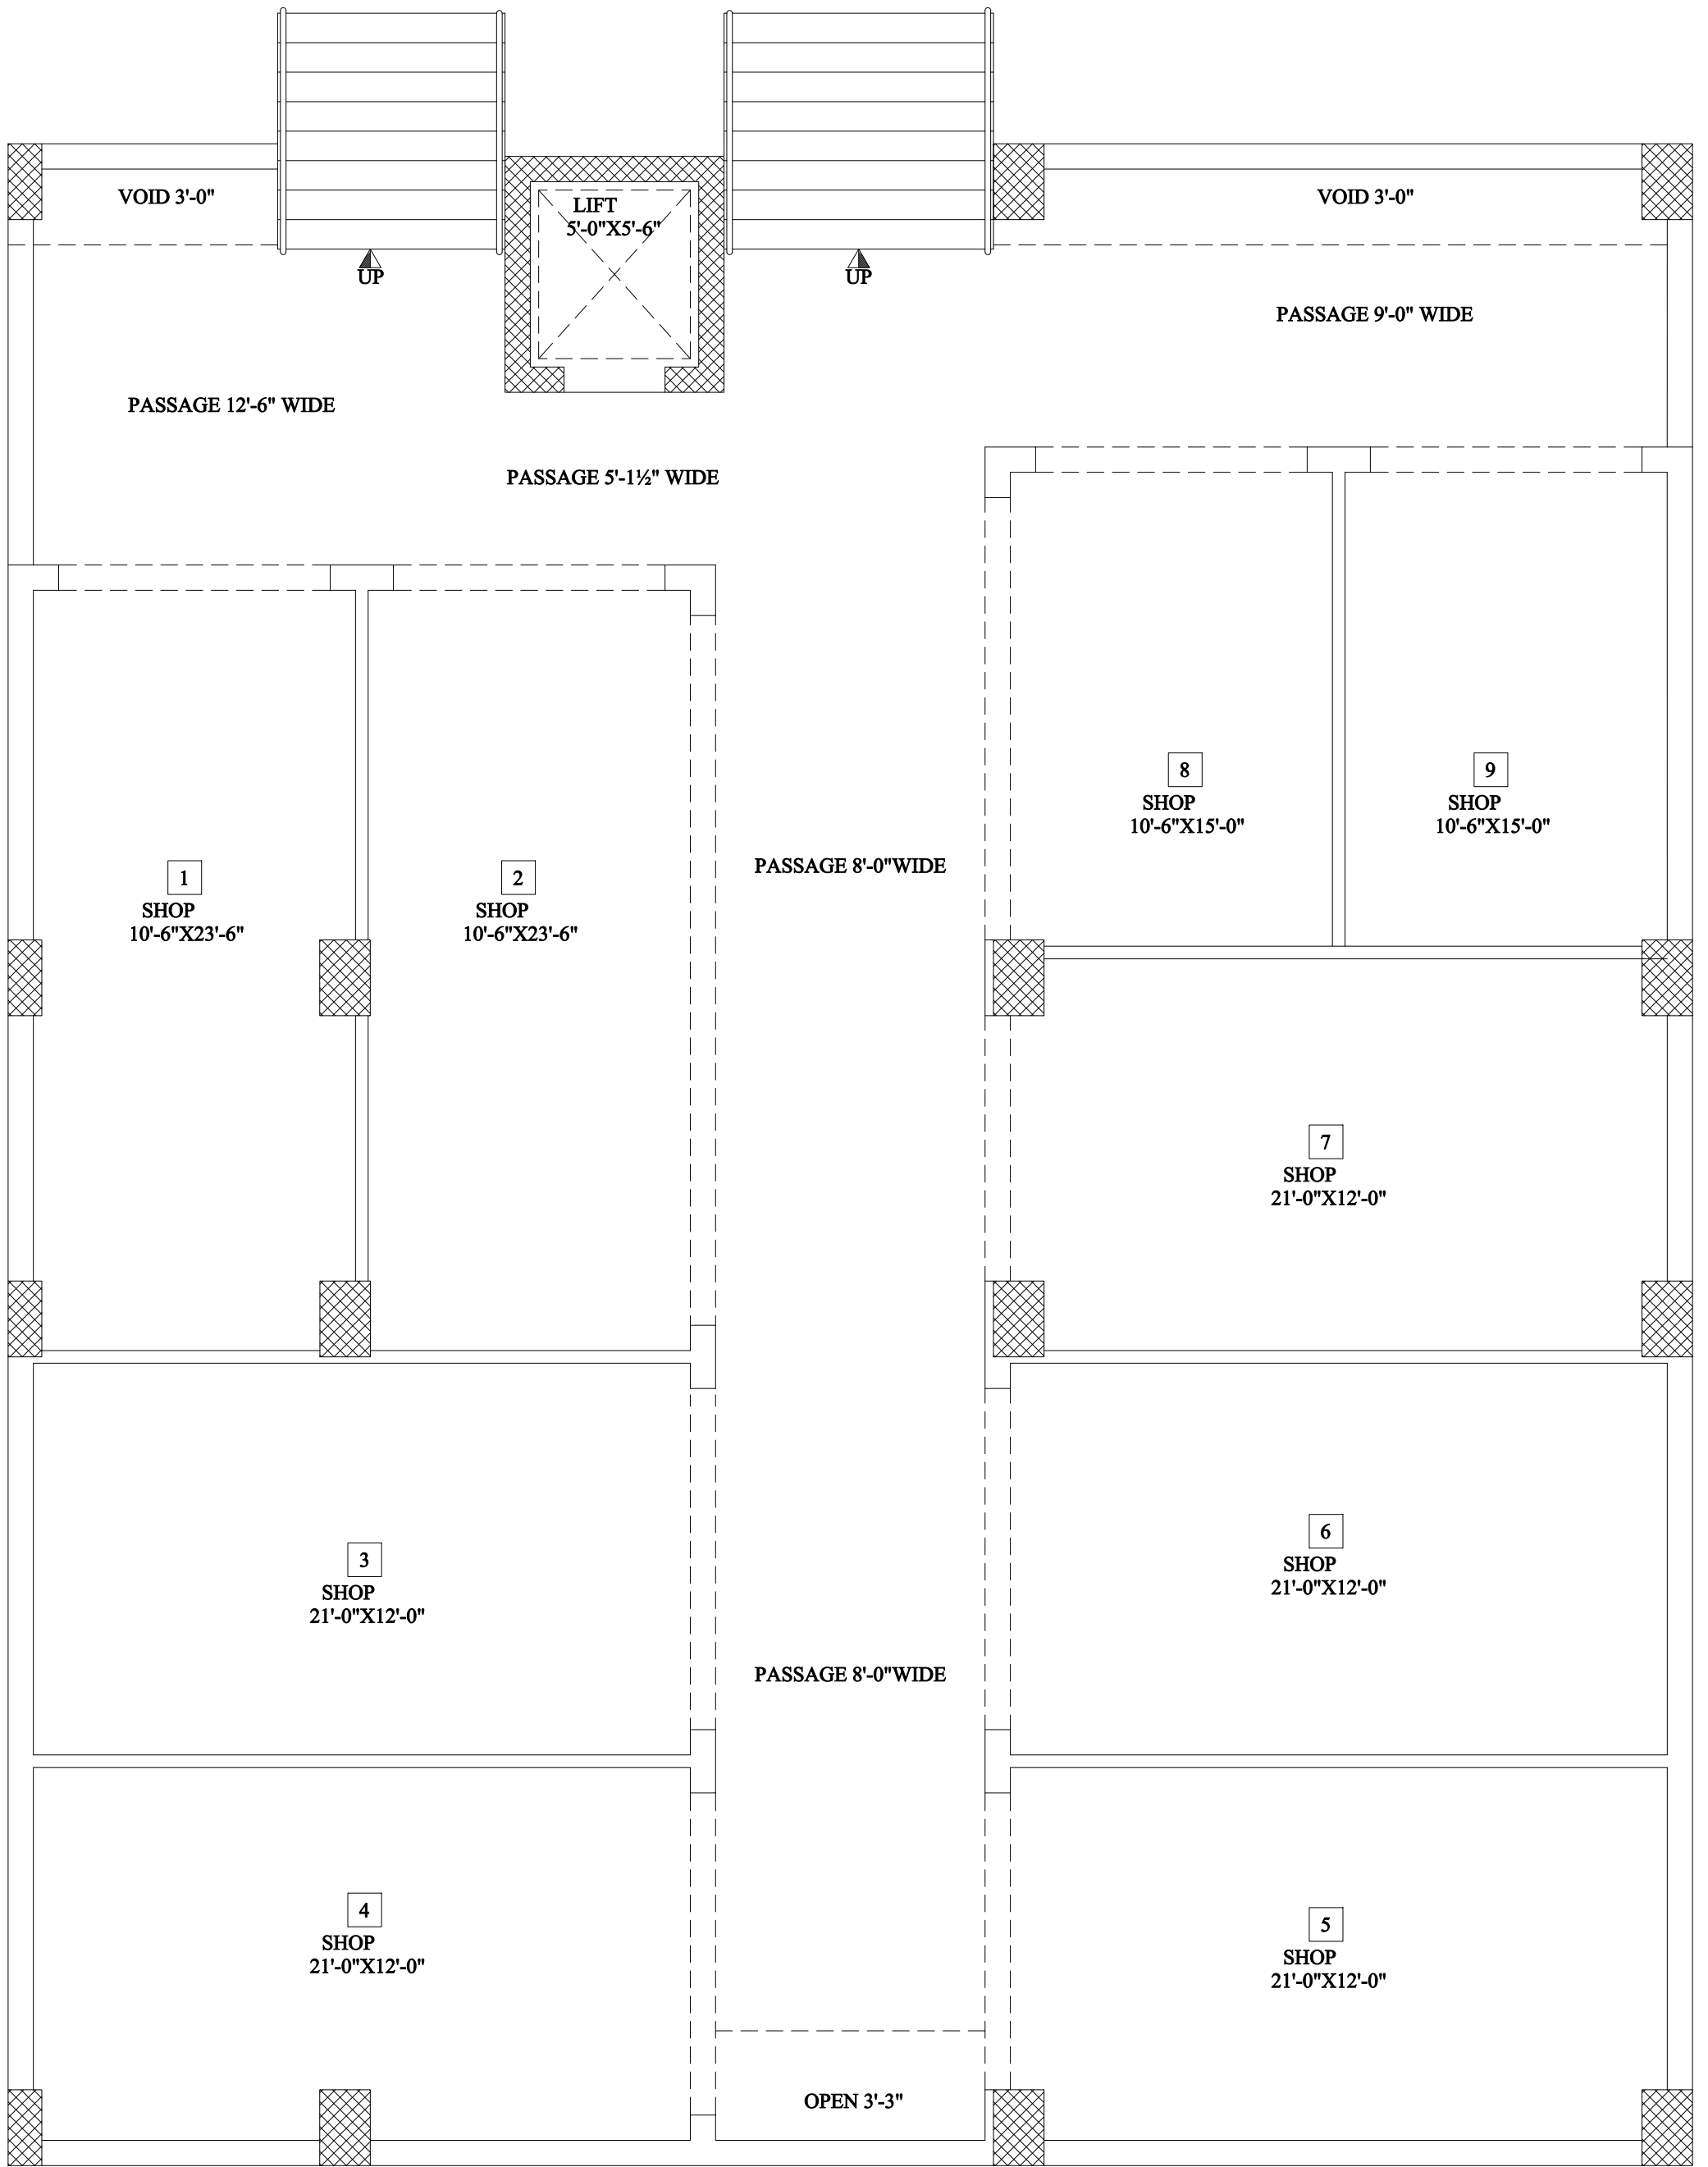 VOID 3'-0"
VOID 3'-0"
LIFT
5'-0"X5'-6"
UP
UP
PASSAGE 9'-0" WIDE
PASSAGE 12'-6" WIDE
PASSAGE 5'-1½" WIDE
8
SHOP
10'-6"X15'-0"
9
SHOP
10'-6"X15'-0"
1
SHOP
10'-6"X23'-6"
2
SHOP
10'-6"X23'-6"
PASSAGE 8'-0"WIDE
7
SHOP
21'-0"X12'-0"
3
SHOP
21'-0"X12'-0"
6
SHOP
21'-0"X12'-0"
PASSAGE 8'-0"WIDE
4
SHOP
21'-0"X12'-0"
5
SHOP
21'-0"X12'-0"
OPEN 3'-3"